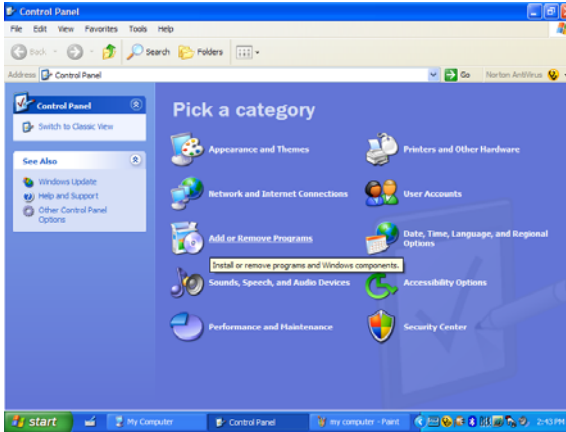 Control Panel
File Edit View Favorites Tools Help
Back Search Folders
Address Control Panel Go Norton AntiVirus
Control Panel
Switch to Classic View
See Also
Windows Update
Help and Support
Other Control Panel
Options
Pick a category
Appearance and Themes
Printers and Other Hardware
Network and Internet Connections
User Accounts
Add or Remove Programs
Date, Time, Language, and Regional
Options
Install or remove programs and Windows components.
Sounds, Speech, and Audio Devices
Accessibility Options
Performance and Maintenance
Security Center
start My Computer Control Panel my computer - Paint 2:43 PM